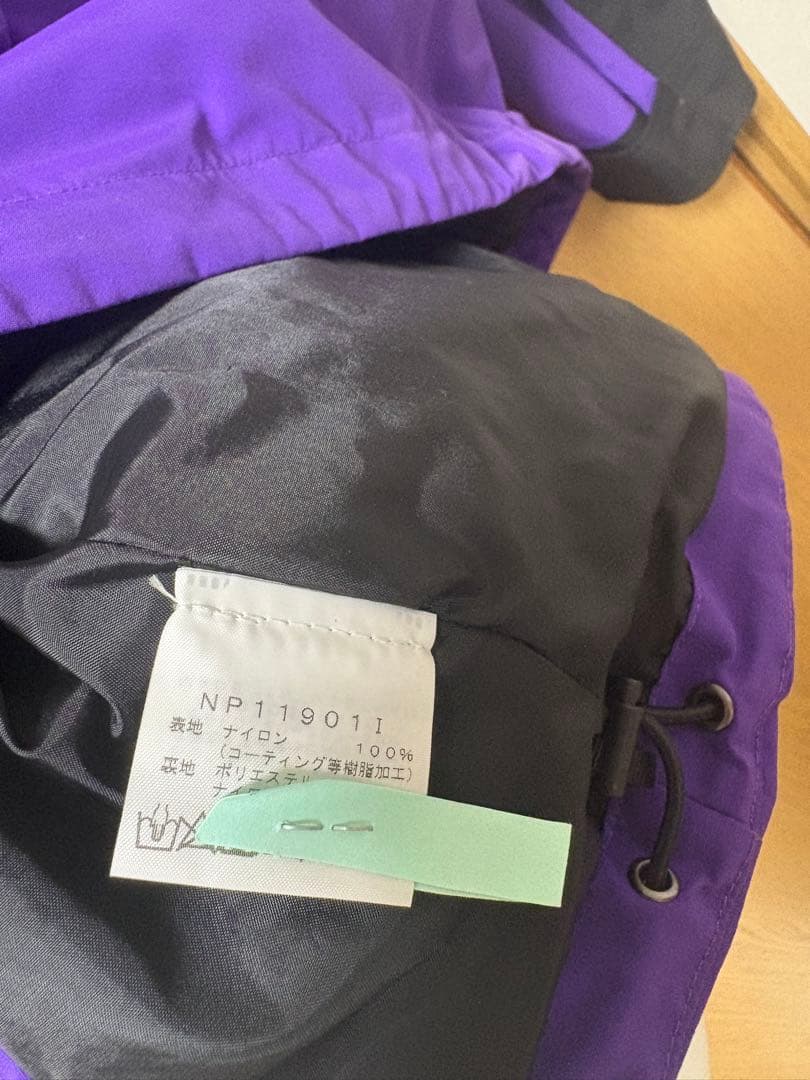 NP11901I
表地 ナイロン 100%
(コーティング等樹脂加工)
裏地 ポリエステル